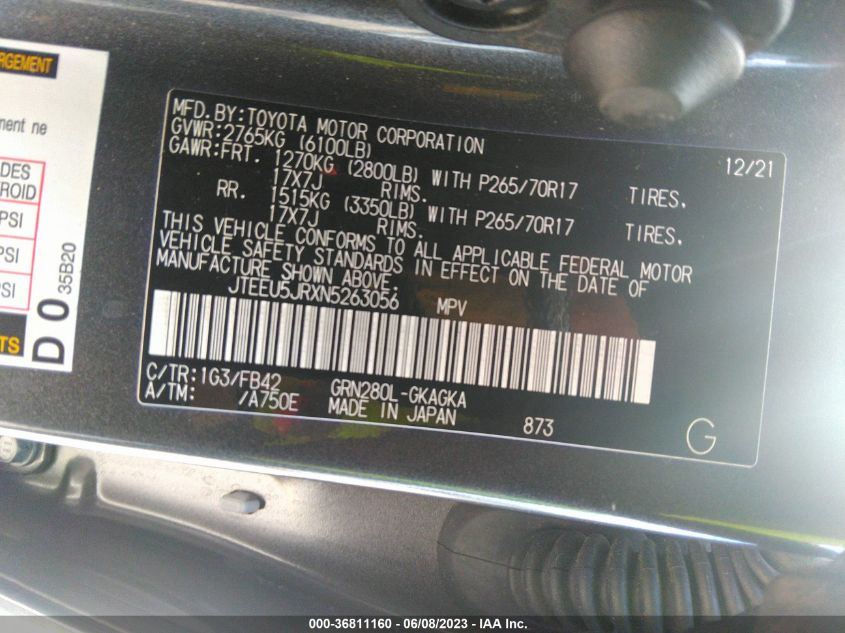 RGEMENT
ment ne
DES
ROID
PSI
PSI
PSI
TS
D O
35B20
MFD.BY:TOYOTA MOTOR CORPORATION 12/21
GVWR:2765KG (6100LB)
GAWR:FRT. 1270KG (2800LB) WITH P265/70R17 TIRES.
17X7J RIMS.
RR. 1515KG (3350LB) WITH P265/70R17 TIRES.
17X7J RIMS.
THIS VEHICLE CONFORMS TO ALL APPLICABLE FEDERAL MOTOR
VEHICLE SAFETY STANDARDS IN EFFECT ON THE DATE OF
MANUFACTURE SHOWN ABOVE.
JTEEU5JRXN5263056 MPV
C/TR:1G3/FB42 GRN280L-GKAGKA
A/TM: /A750E MADE IN JAPAN 873 G
000-36811160 - 06/08/2023 - IAA Inc.